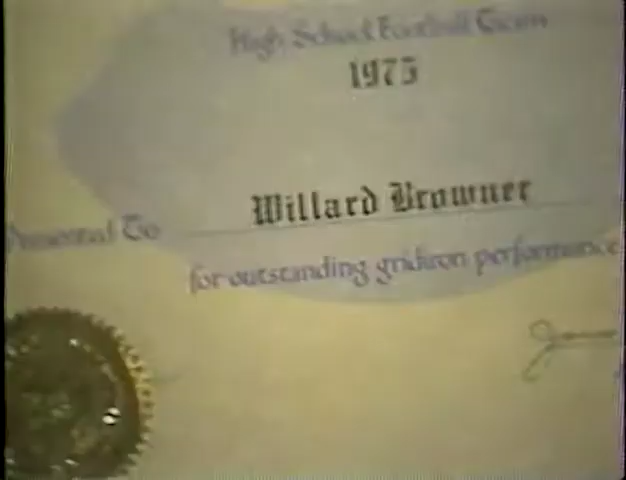 High School Football Team
1975
Presented To
Willard Browner
for outstanding gridiron performance